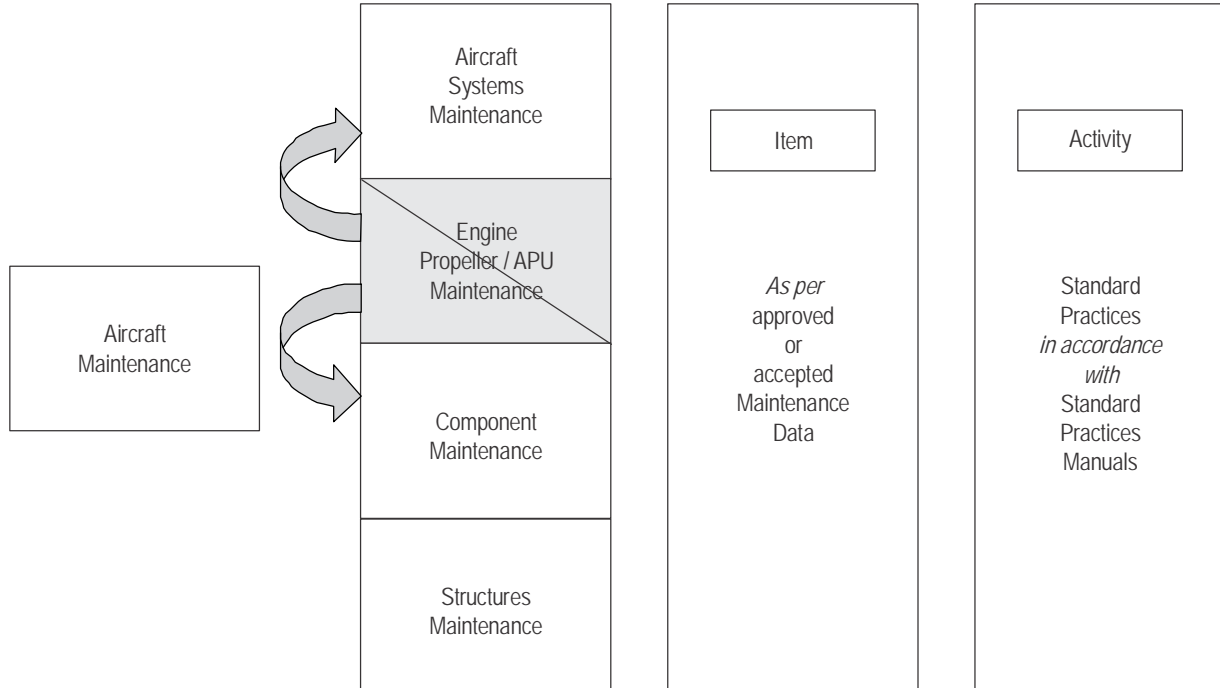 Aircraft
Maintenance
Aircraft
Systems
Maintenance
Engine
Propeller / APU
Maintenance
Component
Maintenance
Structures
Maintenance
Item
As per
approved
or
accepted
Maintenance
Data
Activity
Standard
Practices
in accordance
with
Standard
Practices
Manuals